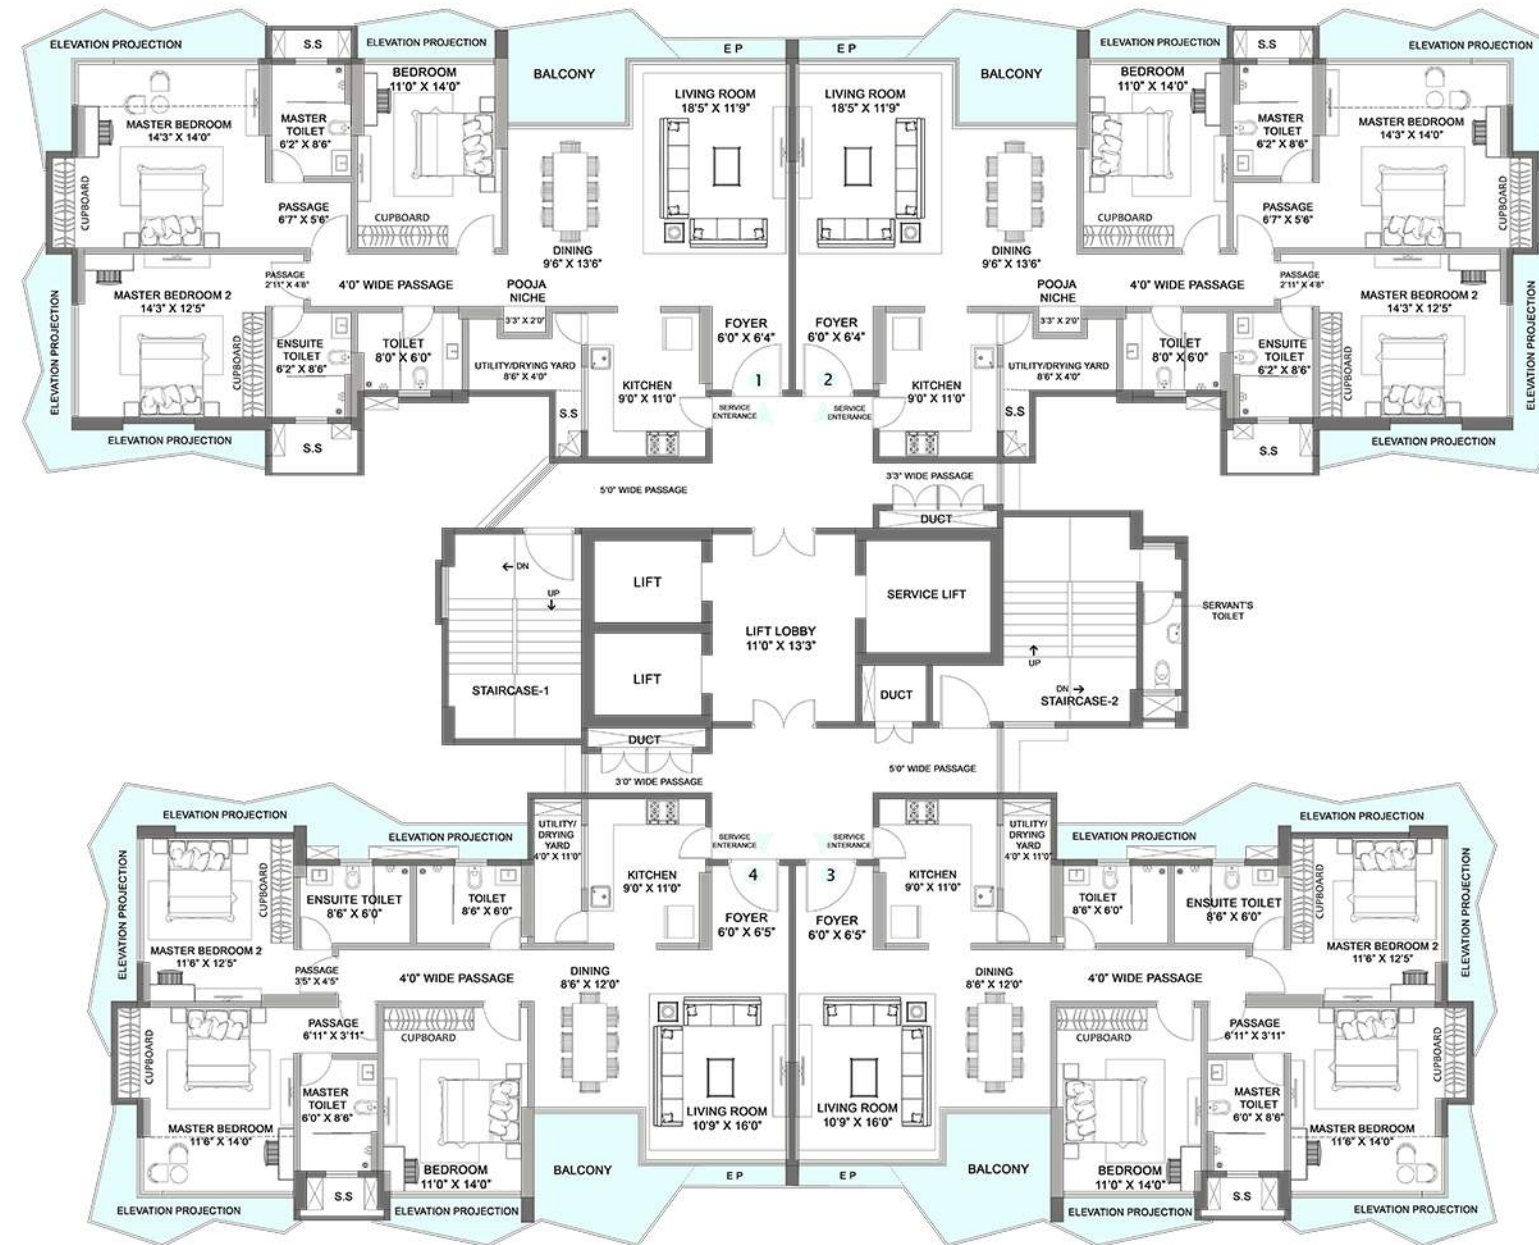 ELEVATION PROJECTION
S.S
ELEVATION PROJECTION
E P
E P
ELEVATION PROJECTION
S.S
ELEVATION PROJECTION
BALCONY
BALCONY
BEDROOM
11'0" X 14'0"
BEDROOM
11'0" X 14'0"
LIVING ROOM
18'5" X 11'9"
LIVING ROOM
18'5" X 11'9"
MASTER BEDROOM
14'3" X 14'0"
MASTER
TOILET
6'2" X 8'6"
MASTER
TOILET
6'2" X 8'6"
MASTER BEDROOM
14'3" X 14'0"
CUPBOARD
PASSAGE
6'7" X 5'6"
CUPBOARD
CUPBOARD
PASSAGE
6'7" X 5'6"
CUPBOARD
DINING
9'6" X 13'6"
DINING
9'6" X 13'6"
ELEVATION PROJECTION
MASTER BEDROOM 2
14'3" X 12'5"
PASSAGE
2'11" X 4'8"
4'0" WIDE PASSAGE
POOJA
NICHE
3'3" X 2'0"
POOJA
NICHE
3'3" X 2'0"
4'0" WIDE PASSAGE
PASSAGE
2'11" X 4'8"
MASTER BEDROOM 2
14'3" X 12'5"
ELEVATION PROJECTION
CUPBOARD
ENSUITE
TOILET
6'2" X 8'6"
TOILET
8'0" X 6'0"
UTILITY/DRYING YARD
8'6" X 4'0"
FOYER
6'0" X 6'4"
FOYER
6'0" X 6'4"
UTILITY/DRYING YARD
8'6" X 4'0"
TOILET
8'0" X 6'0"
ENSUITE
TOILET
6'2" X 8'6"
CUPBOARD
KITCHEN
9'0" X 11'0"
1
2
KITCHEN
9'0" X 11'0"
S.S
SERVICE
ENTERANCE
SERVICE
ENTERANCE
S.S
ELEVATION PROJECTION
S.S
S.S
ELEVATION PROJECTION
5'0" WIDE PASSAGE
3'3" WIDE PASSAGE
DUCT
DN
UP
LIFT
SERVICE LIFT
SERVANT'S
TOILET
LIFT LOBBY
11'0" X 13'3"
UP
STAIRCASE-1
LIFT
DUCT
DN
STAIRCASE-2
DUCT
3'0" WIDE PASSAGE
5'0" WIDE PASSAGE
ELEVATION PROJECTION
ELEVATION PROJECTION
UTILITY/
DRYING
YARD
4'0" X 11'0"
SERVICE
ENTERANCE
SERVICE
ENTERANCE
UTILITY/
DRYING
YARD
4'0" X 11'0"
ELEVATION PROJECTION
ELEVATION PROJECTION
ELEVATION PROJECTION
CUPBOARD
ENSUITE TOILET
8'6" X 6'0"
TOILET
8'6" X 6'0"
KITCHEN
9'0" X 11'0"
4
3
KITCHEN
9'0" X 11'0"
TOILET
8'6" X 6'0"
ENSUITE TOILET
8'6" X 6'0"
CUPBOARD
ELEVATION PROJECTION
FOYER
6'0" X 6'5"
FOYER
6'0" X 6'5"
MASTER BEDROOM 2
11'6" X 12'5"
MASTER BEDROOM 2
11'6" X 12'5"
PASSAGE
3'5" X 4'5"
4'0" WIDE PASSAGE
DINING
8'6" X 12'0"
DINING
8'6" X 12'0"
4'0" WIDE PASSAGE
CUPBOARD
PASSAGE
6'11" X 3'11"
CUPBOARD
CUPBOARD
PASSAGE
6'11" X 3'11"
CUPBOARD
MASTER
TOILET
6'0" X 8'6"
MASTER
TOILET
6'0" X 8'6"
LIVING ROOM
10'9" X 16'0"
LIVING ROOM
10'9" X 16'0"
MASTER BEDROOM
11'6" X 14'0"
MASTER BEDROOM
11'6" X 14'0"
BEDROOM
11'0" X 14'0"
BALCONY
E P
E P
BALCONY
BEDROOM
11'0" X 14'0"
S.S
S.S
ELEVATION PROJECTION
ELEVATION PROJECTION
ELEVATION PROJECTION
ELEVATION PROJECTION